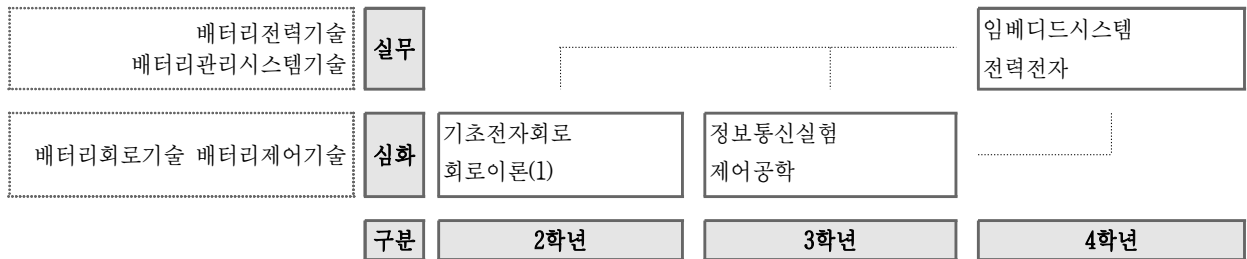 배터리전력기술
배터리관리시스템기술
실무
임베디드시스템
전력전자
배터리회로기술 배터리제어기술
심화
기초전자회로
회로이론(1)
정보통신실험
제어공학
구분
2학년
3학년
4학년